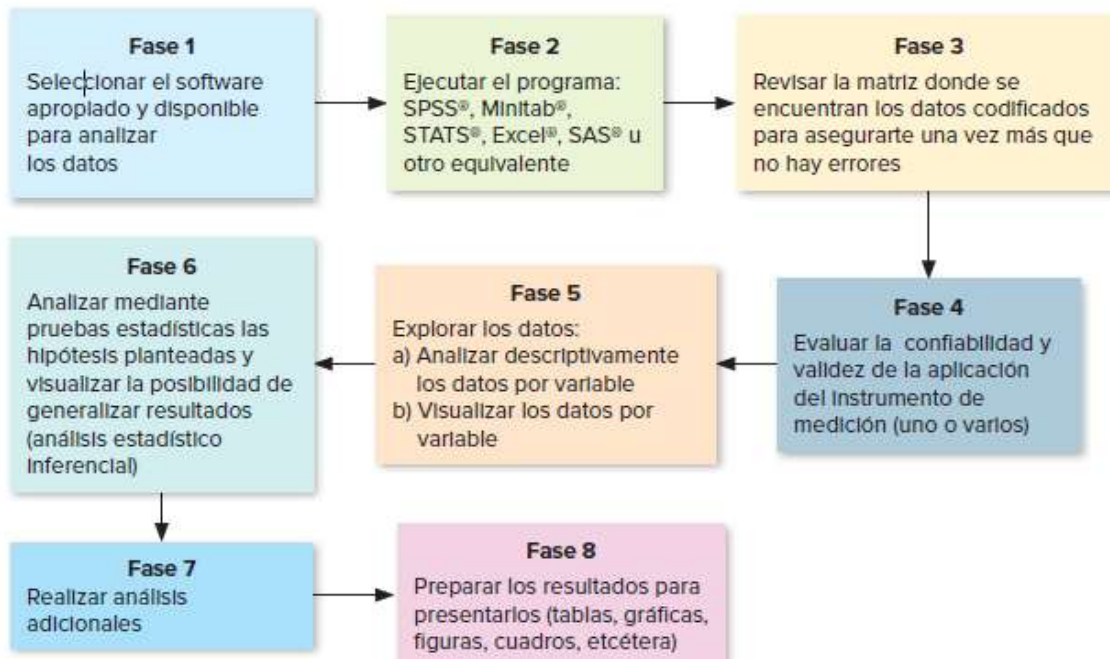 Fase 1
Seleccionar el software
apropiado y disponible
para analizar
los datos
Fase 2
Ejecutar el programa:
SPSS®, Minitab®,
STATS®, Excel®, SAS® u
otro equivalente
Fase 3
Revisar la matriz donde se
encuentran los datos codificados
para asegurarte una vez más que
no hay errores
Fase 4
Evaluar la confiabilidad y
validez de la aplicación
del instrumento de
medición (uno o varios)
Fase 5
Explorar los datos:
a) Analizar descriptivamente
los datos por variable
b) Visualizar los datos por
variable
Fase 6
Analizar mediante
pruebas estadísticas las
hipótesis planteadas y
visualizar la posibilidad de
generalizar resultados
(análisis estadístico
inferencial)
Fase 7
Realizar análisis
adicionales
Fase 8
Preparar los resultados para
presentarlos (tablas, gráficas,
figuras, cuadros, etcétera)